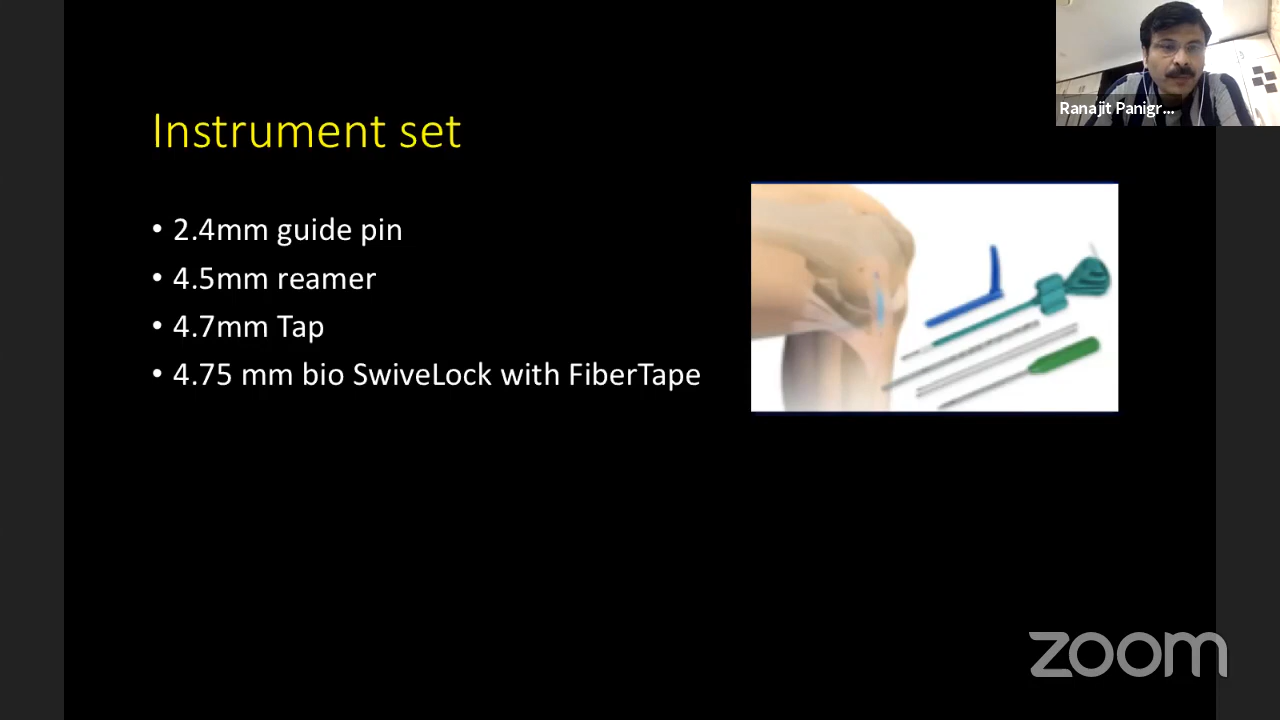 Ranajit Panigr...
Instrument set
• 2.4mm guide pin
• 4.5mm reamer
• 4.7mm Tap
• 4.75 mm bio SwiveLock with FiberTape
zoom